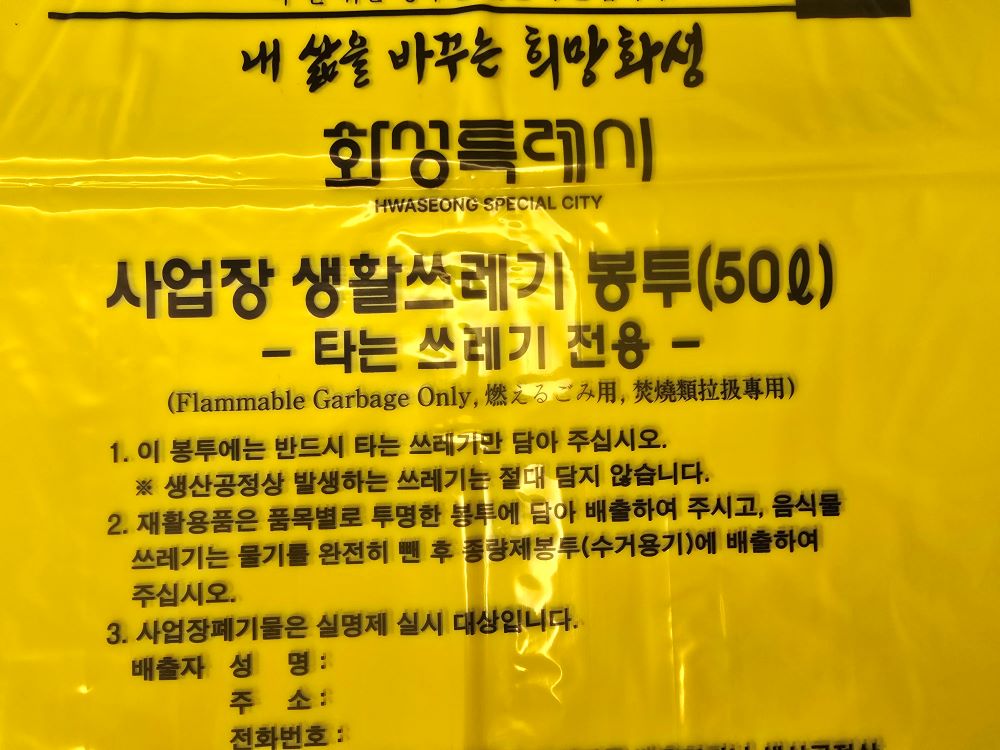 내 삶을 바꾸는 희망화성
화성특례시
HWASEONG SPECIAL CITY
사업장 생활쓰레기 봉투(50ℓ)
- 타는 쓰레기 전용 -
(Flammable Garbage Only, 燃えるごみ用, 焚燒類垃圾專用)
1. 이 봉투에는 반드시 타는 쓰레기만 담아 주십시오.
※ 생산공정상 발생하는 쓰레기는 절대 담지 않습니다.
2. 재활용품은 품목별로 투명한 봉투에 담아 배출하여 주시고, 음식물
쓰레기는 물기를 완전히 뺀 후 종량제봉투(수거용기)에 배출하여
주십시오.
3. 사업장폐기물은 실명제 실시 대상입니다.
배출자 성 명 :
주 소 :
전화번호 :